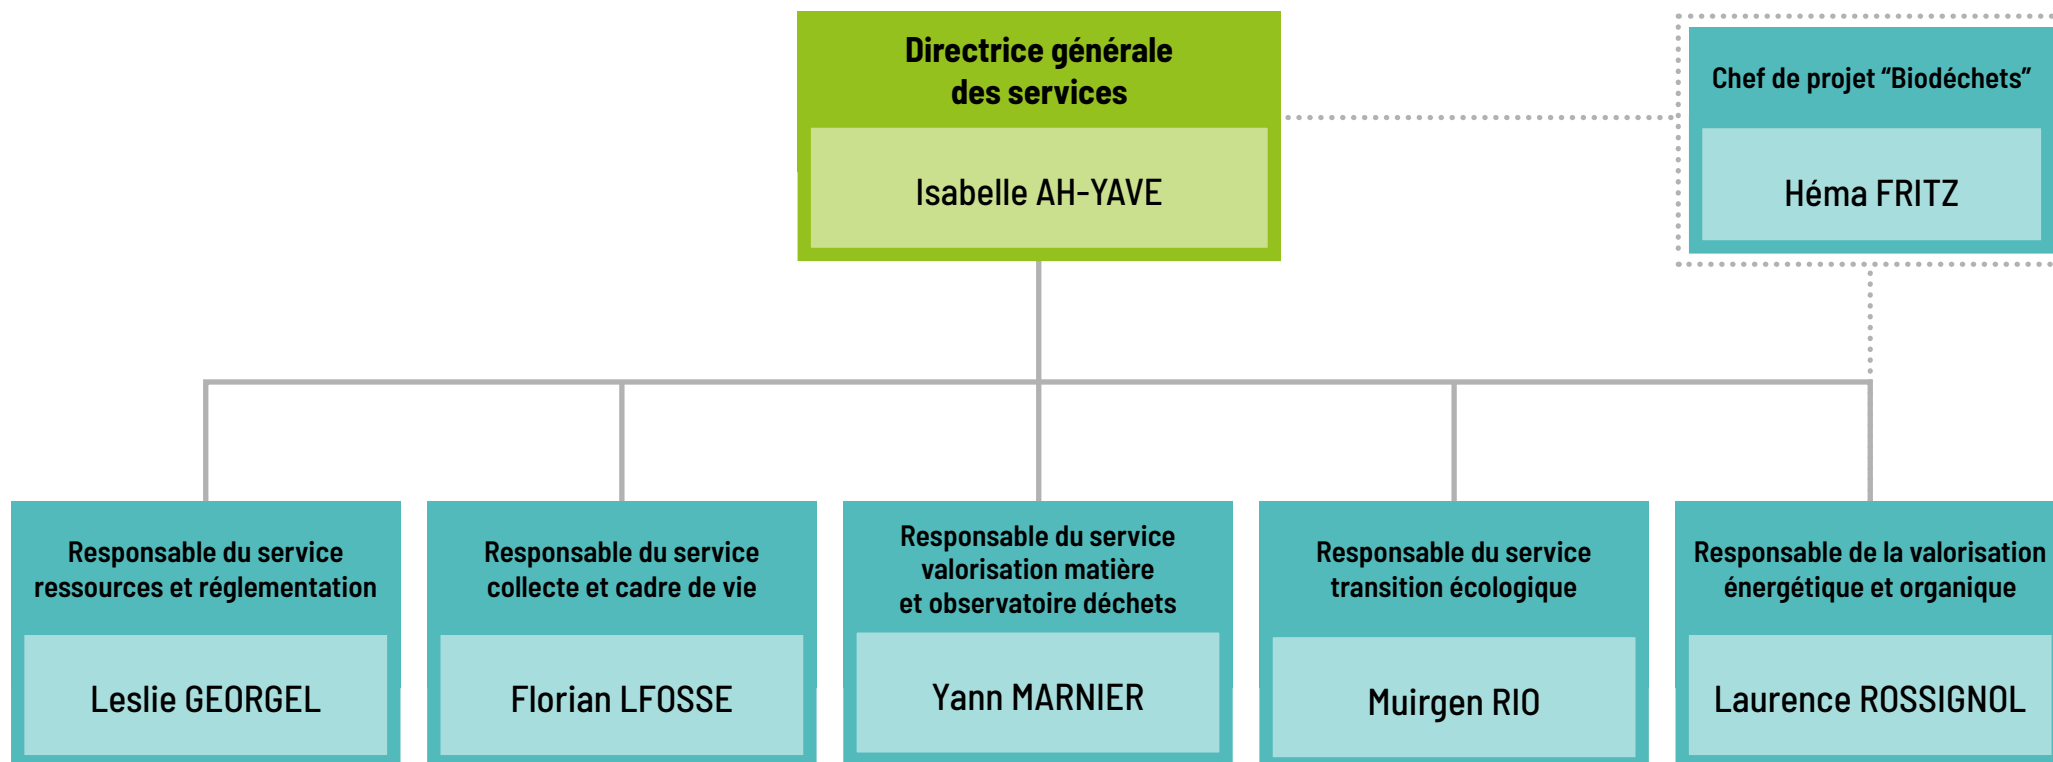 Directrice générale
des services
Isabelle AH-YAVE
Chef de projet “Biodéchets”
Héma FRITZ
Responsable du service
ressources et réglementation
Leslie GEORGEL
Responsable du service
collecte et cadre de vie
Florian LFOSSE
Responsable du service
valorisation matière
et observatoire déchets
Yann MARNIER
Responsable du service
transition écologique
Muirgen RIO
Responsable de la valorisation
énergétique et organique
Laurence ROSSIGNOL